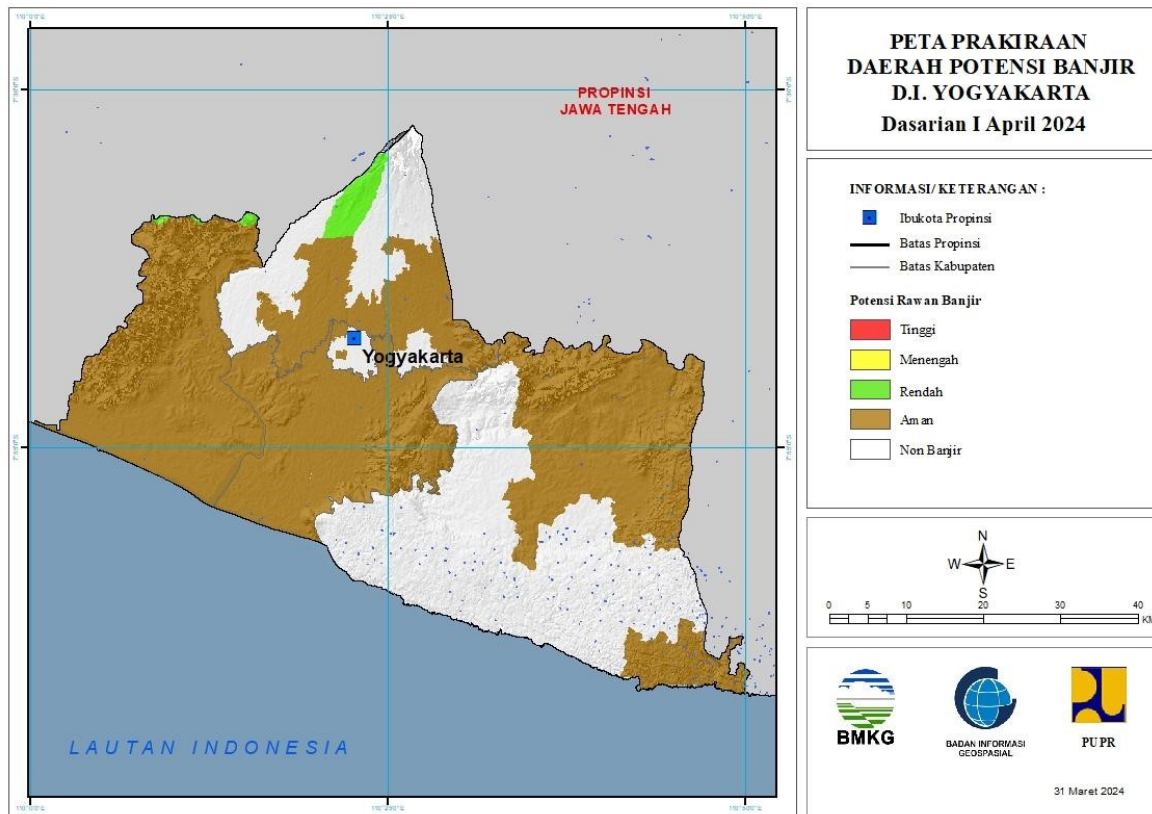 PETA PRAKIRAAN
DAERAH POTENSI BANJIR
D.I. YOGYAKARTA
Dasarian I April 2024
PROPINSI
JAWA TENGAH
Yogyakarta
LAUTAN INDONESIA
INFORMASI/ KETERANGAN :
Ibukota Propinsi
Batas Propinsi
Batas Kabupaten
Potensi Rawan Banjir
Tinggi
Menengah
Rendah
Aman
Non Banjir
N
W E
S
0 5 10 20 30 40
KM
BMKG
BADAN INFORMASI
GEOSPASIAL
PUPR
31 Maret 2024